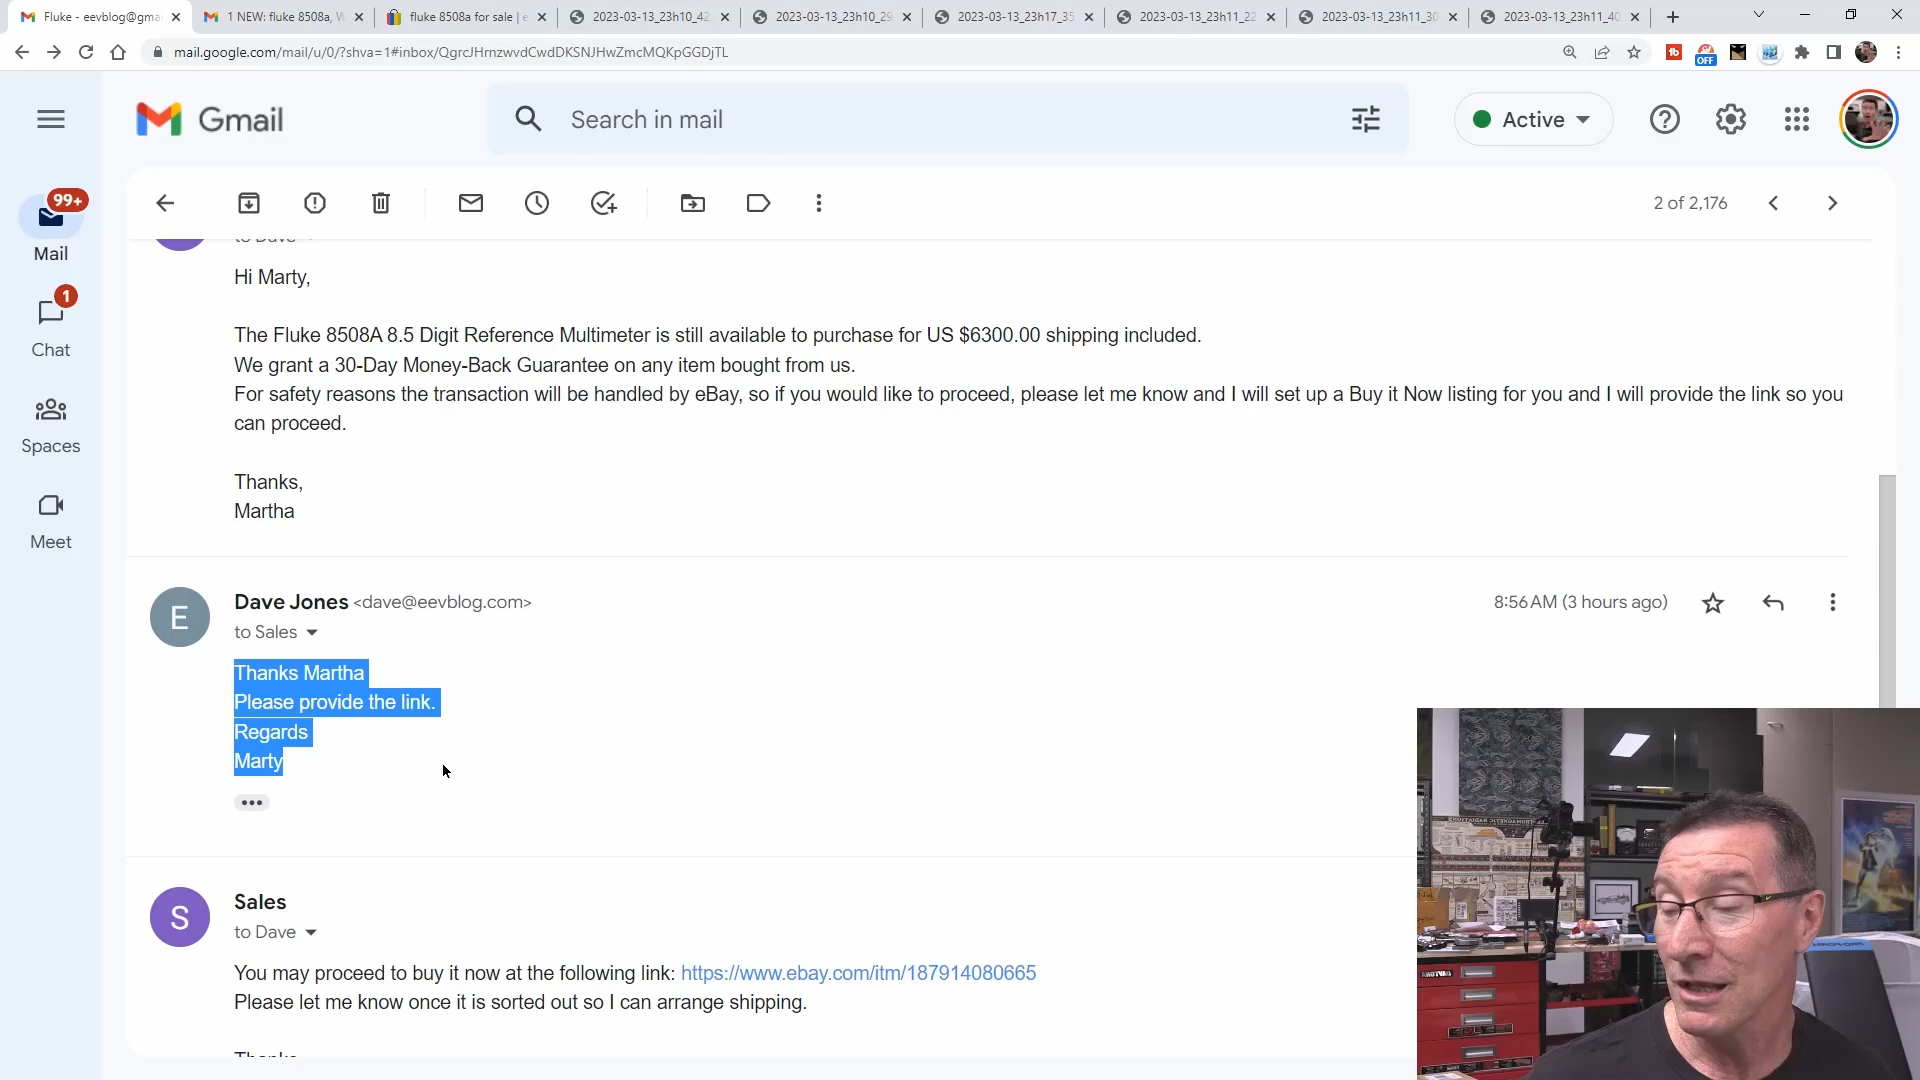 Fluke - eevblog@gma
1 NEW: fluke 8508a, W
fluke 8508a for sale | e
2023-03-13_23h10_42
2023-03-13_23h10_29
2023-03-13_23h17_35
2023-03-13_23h11_22
2023-03-13_23h11_30
2023-03-13_23h11_40
mail.google.com/mail/u/0/?shva=1#inbox/QgrcJHrnzwvdCwdDKSNJHwZmcMQKpGGDjTL
OFF
Gmail
Search in mail
Active
99+
Mail
1
Chat
Spaces
Meet
2 of 2,176
to Dave
Hi Marty,
The Fluke 8508A 8.5 Digit Reference Multimeter is still available to purchase for US $6300.00 shipping included.
We grant a 30-Day Money-Back Guarantee on any item bought from us.
For safety reasons the transaction will be handled by eBay, so if you would like to proceed, please let me know and I will set up a Buy it Now listing for you and I will provide the link so you
can proceed.
Thanks,
Martha
E
Dave Jones <dave@eevblog.com>
8:56 AM (3 hours ago)
to Sales
Thanks Martha
Please provide the link.
Regards
Marty
S
Sales
to Dave
You may proceed to buy it now at the following link: https://www.ebay.com/itm/187914080665
Please let me know once it is sorted out so I can arrange shipping.
Thanks